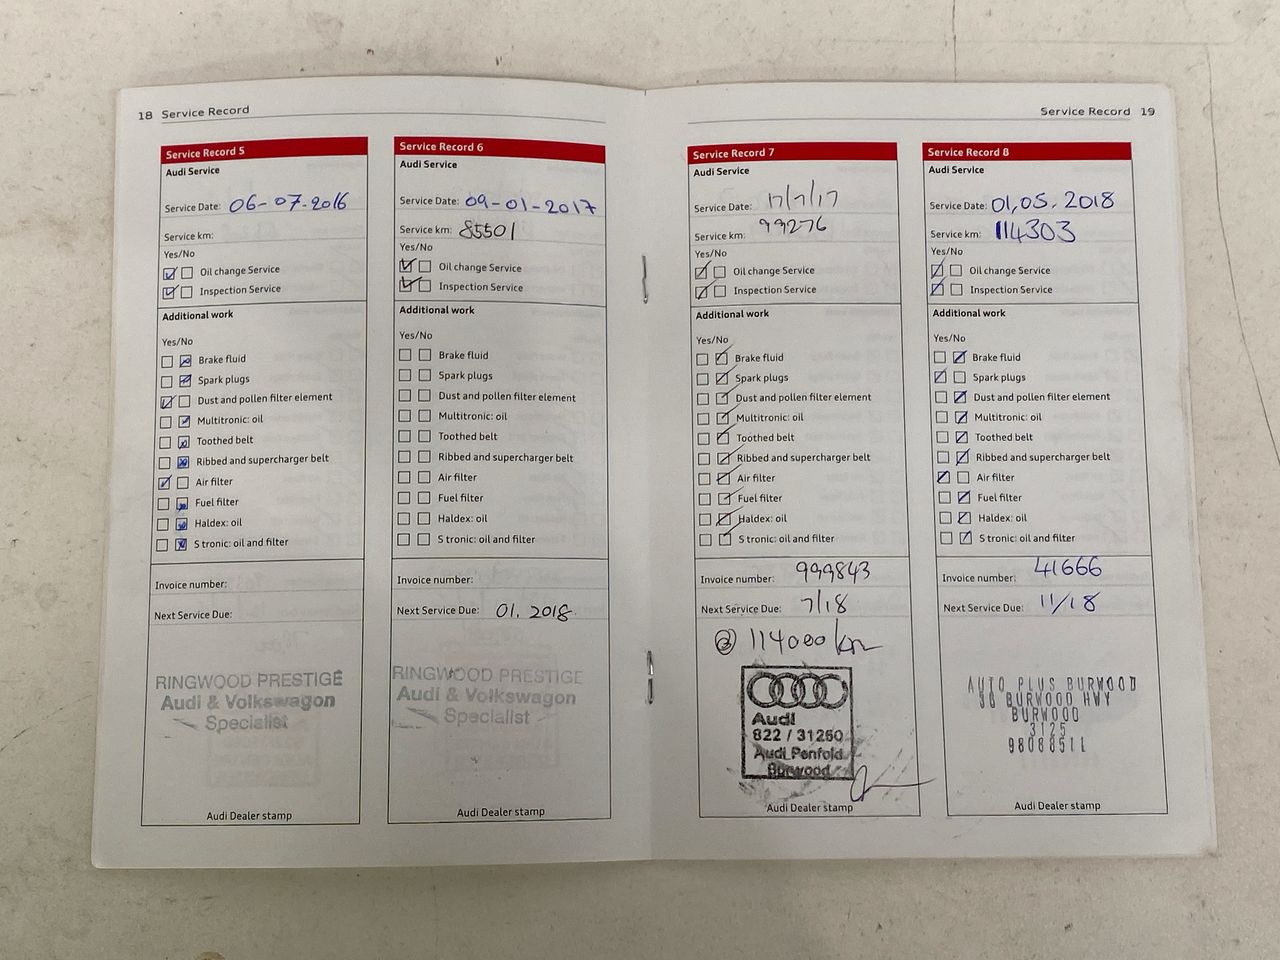 18 Service Record
Service Record 5
Audi Service
Service Date: 06-07-2016
Service km:
Yes/No
Oil change Service
Inspection Service
Additional work
Yes/No
Brake fluid
Spark plugs
Dust and pollen filter element
Multitronic: oil
Toothed belt
Ribbed and supercharger belt
Air filter
Fuel filter
Haldex: oil
S tronic: oil and filter
Invoice number:
Next Service Due:
RINGWOOD PRESTIGE
Audi & Volkswagon
Specialist
Audi Dealer stamp
Service Record 6
Audi Service
Service Date: 09-01-2017
Service km: 85501
Yes/No
Oil change Service
Inspection Service
Additional work
Yes/No
Brake fluid
Spark plugs
Dust and pollen filter element
Multitronic: oil
Toothed belt
Ribbed and supercharger belt
Air filter
Fuel filter
Haldex: oil
S tronic: oil and filter
Invoice number:
Next Service Due: 01. 2018.
RINGWOOD PRESTIGE
Audi & Volkswagon
Specialist
Audi Dealer stamp
Service Record 19
Service Record 7
Audi Service
Service Date: 17/7/17
Service km: 99276
Yes/No
Oil change Service
Inspection Service
Additional work
Yes/No
Brake fluid
Spark plugs
Dust and pollen filter element
Multitronic: oil
Toothed belt
Ribbed and supercharger belt
Air filter
Fuel filter
Haldex: oil
S tronic: oil and filter
Invoice number: 999843
Next Service Due: 7/18
@ 114000 km
Audi
822 / 31260
Audi Penfold
Burwood
Audi Dealer stamp
Service Record 8
Audi Service
Service Date: 01,05. 2018
Service km: 114303
Yes/No
Oil change Service
Inspection Service
Additional work
Yes/No
Brake fluid
Spark plugs
Dust and pollen filter element
Multitronic: oil
Toothed belt
Ribbed and supercharger belt
Air filter
Fuel filter
Haldex: oil
S tronic: oil and filter
Invoice number: 41666
Next Service Due: 11/18
AUTO PLUS BURWOOD
BURWOOD HWY
BURWOOD
3125
98088511
Audi Dealer stamp